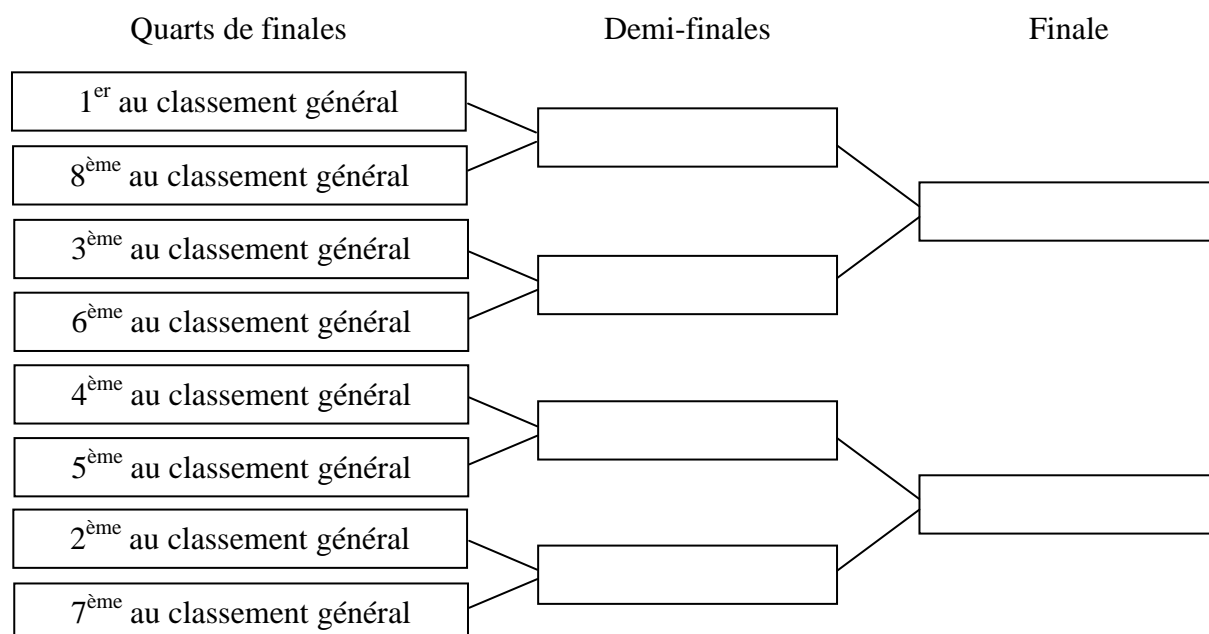 Quarts de finales Demi-finales Finale
1er au classement général
8ème au classement général
3ème au classement général
6ème au classement général
4ème au classement général
5ème au classement général
2ème au classement général
7ème au classement général